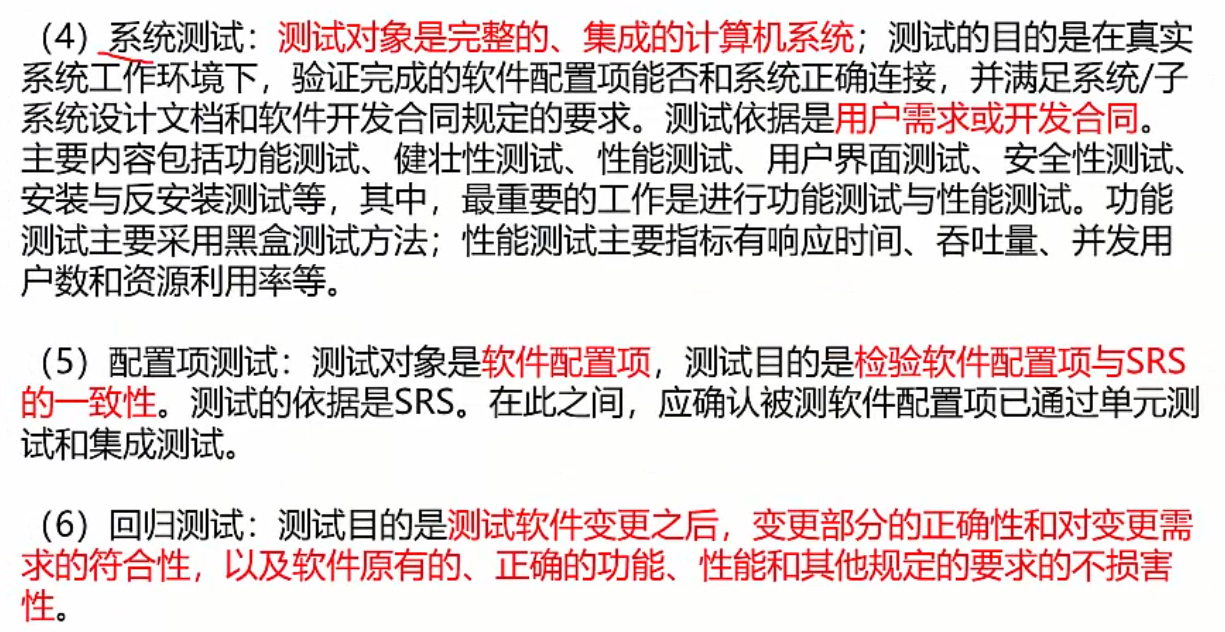 （4）系统测试：测试对象是完整的、集成的计算机系统；测试的目的是在真实
系统工作环境下，验证完成的软件配置项能否和系统正确连接，并满足系统/子
系统设计文档和软件开发合同规定的要求。测试依据是用户需求或开发合同。
主要内容包括功能测试、健壮性测试、性能测试、用户界面测试、安全性测试、
安装与反安装测试等，其中，最重要的工作是进行功能测试与性能测试。功能
测试主要采用黑盒测试方法；性能测试主要指标有响应时间、吞吐量、并发用
户数和资源利用率等。
（5）配置项测试：测试对象是软件配置项，测试目的是检验软件配置项与SRS
的一致性。测试的依据是SRS。在此之间，应确认被测软件配置项已通过单元测
试和集成测试。
（6）回归测试：测试目的是测试软件变更之后，变更部分的正确性和对变更需
求的符合性，以及软件原有的、正确的功能、性能和其他规定的要求的不损害
性。